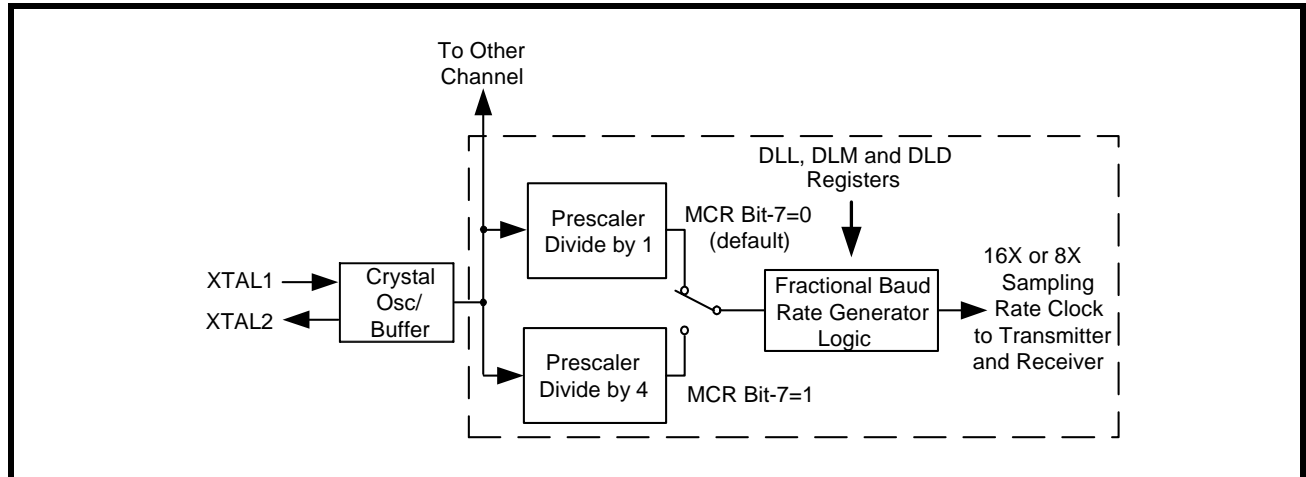 To Other
Channel
DLL, DLM and DLD
Registers
Prescaler
Divide by 1
MCR Bit-7=0
(default)
XTAL1
XTAL2
Crystal
Osc/
Buffer
Fractional Baud
Rate Generator
Logic
16X or 8X
Sampling
Rate Clock
to Transmitter
and Receiver
Prescaler
Divide by 4
MCR Bit-7=1